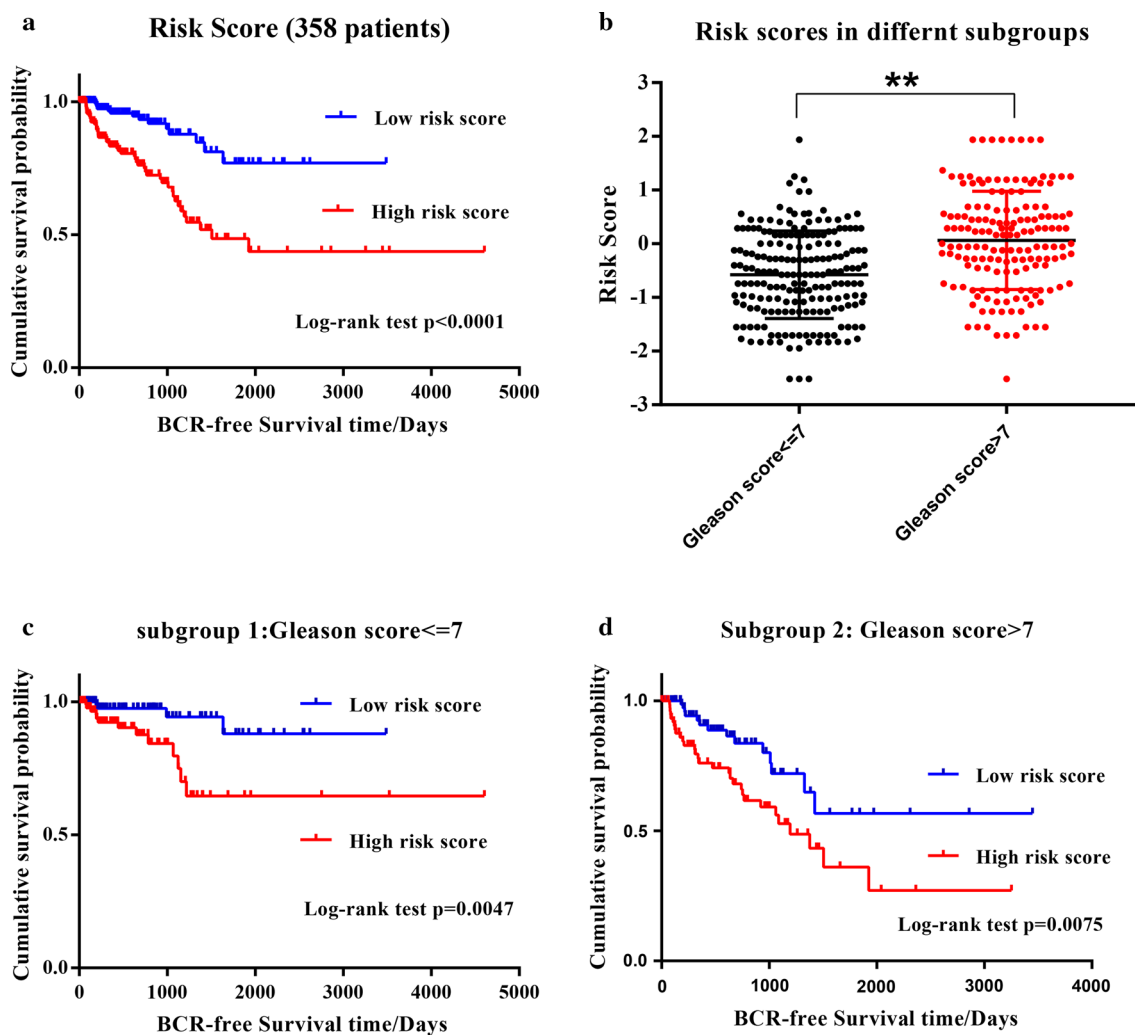 a
Risk Score (358 patients)
Cumulative survival probability
1.0
0.5
0.0
Low risk score
High risk score
Log-rank test p<0.0001
0 1000 2000 3000 4000 5000
BCR-free Survival time/Days
b
Risk scores in differnt subgroups
**
Risk Score
3
2
1
0
-1
-2
-3
Gleason score<=7
Gleason score>7
c
subgroup 1:Gleason score<=7
Cumulative survival probability
1.0
0.5
0.0
Low risk score
High risk score
Log-rank test p=0.0047
0 1000 2000 3000 4000 5000
BCR-free Survival time/Days
d
Subgroup 2: Gleason score>7
Cumulative survival probability
1.0
0.5
0.0
Low risk score
High risk score
Log-rank test p=0.0075
0 1000 2000 3000 4000
BCR-free Survival time/Days